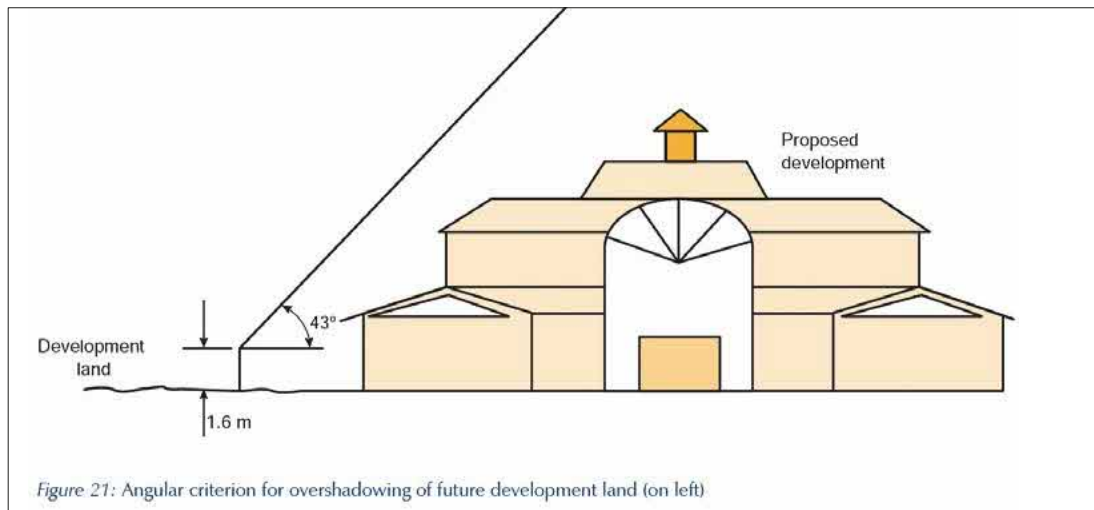 Proposed
development
43°
Development
land
1.6 m
Figure 21: Angular criterion for overshadowing of future development land (on left)